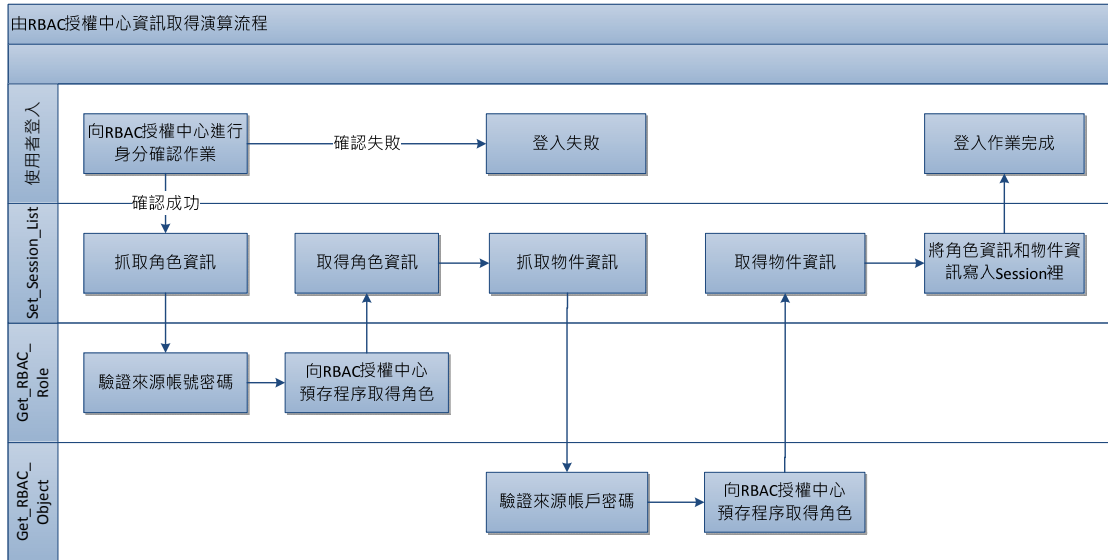 由RBAC授權中心資訊取得演算流程
使用者登入
向RBAC授權中心進行
身分確認作業
確認失敗
登入失敗
登入作業完成
確認成功
Set_Session_List
抓取角色資訊
取得角色資訊
抓取物件資訊
取得物件資訊
將角色資訊和物件資
訊寫入Session裡
Get_RBAC_
Role
驗證來源帳號密碼
向RBAC授權中心
預存程序取得角色
Get_RBAC_
Object
驗證來源帳戶密碼
向RBAC授權中心
預存程序取得角色